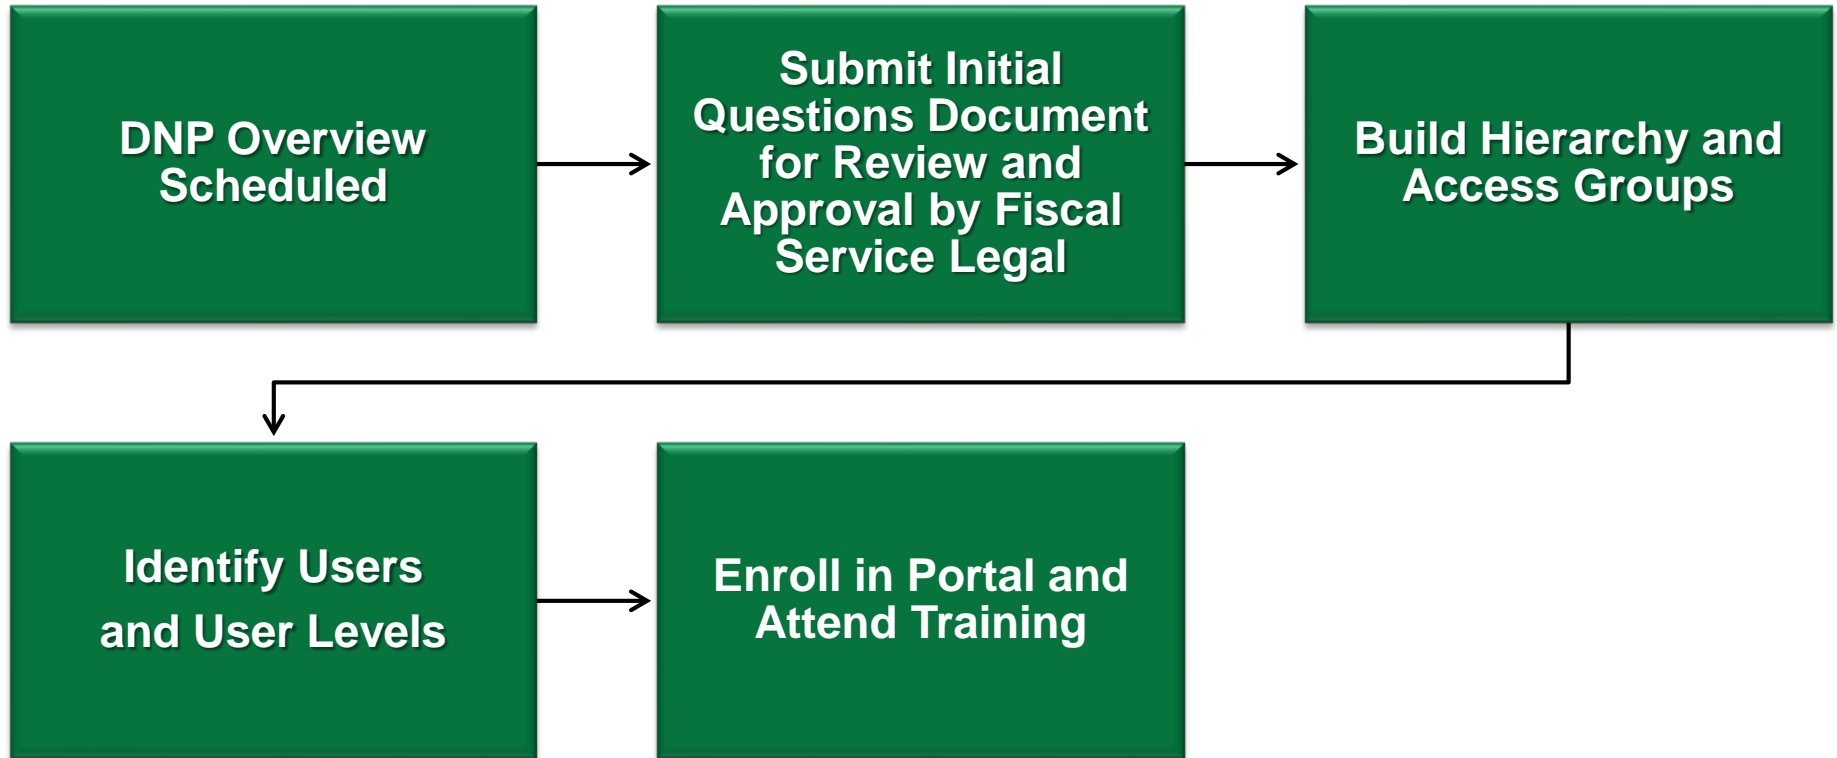 DNP Overview
Scheduled
Submit Initial
Questions Document
for Review and
Approval by Fiscal
Service Legal
Build Hierarchy and
Access Groups
Identify Users
and User Levels
Enroll in Portal and
Attend Training